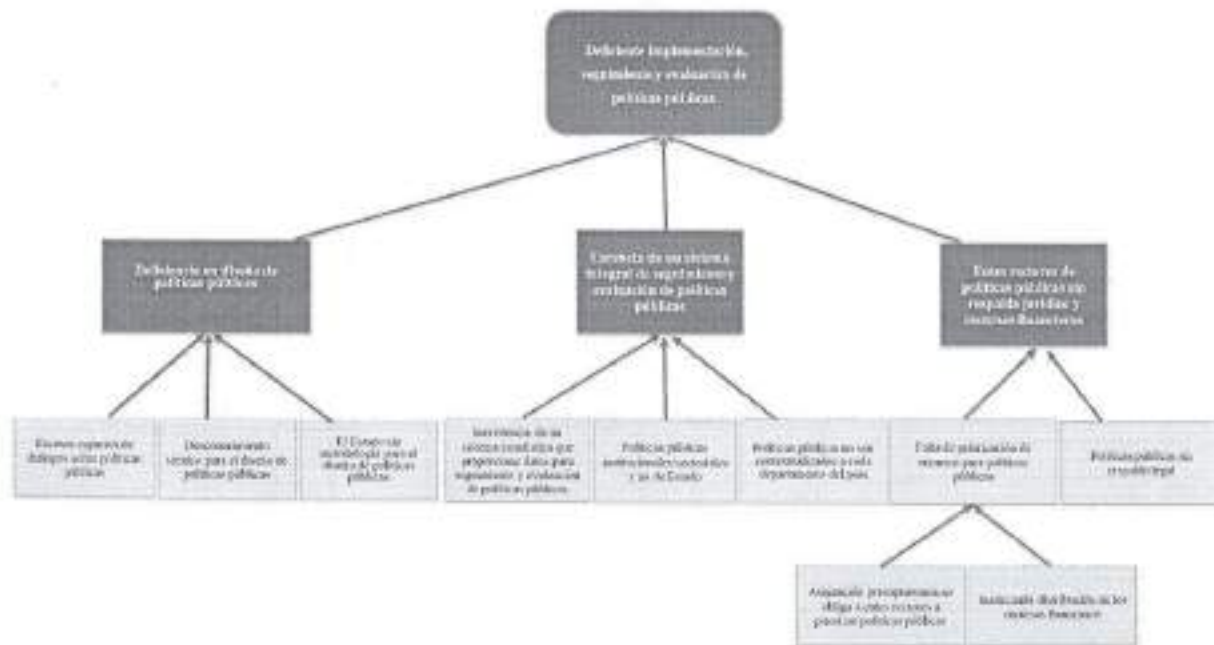 Deficiente implementación,
seguimiento y evaluación de
políticas públicas
Deficiencia en diseño de
políticas públicas
Carencia de un sistema
integral de seguimiento y
evaluación de políticas
públicas
Entes rectores de
políticas públicas sin
respaldo jurídico y
recursos financieros
Escasos espacios de
diálogos sobre políticas
públicas
Desconocimiento
técnico para el diseño de
políticas públicas
El Estado sin
metodología para el
diseño de políticas
públicas
Inexistencia de un
sistema estadístico que
proporcione datos para
seguimiento y evaluación
de políticas públicas
Políticas públicas
institucionales sectoriales
y no de Estado
Políticas públicas no son
contextualizadas a cada
departamento del país
Falta de priorización de
recursos para políticas
públicas
Políticas públicas sin
respaldo legal
Asignación presupuestaria no
obliga a entes rectores a
priorizar políticas públicas
distribución de los
recursos financieros